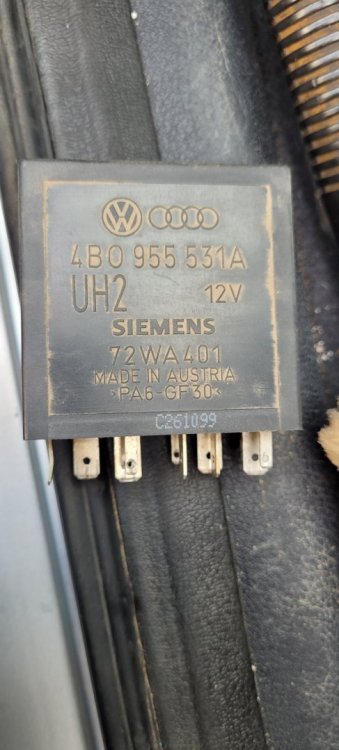 4B0 955 531A
UH2 12V
SIEMENS
72WA401
MADE IN AUSTRIA
>PA6-GF30<
C261099